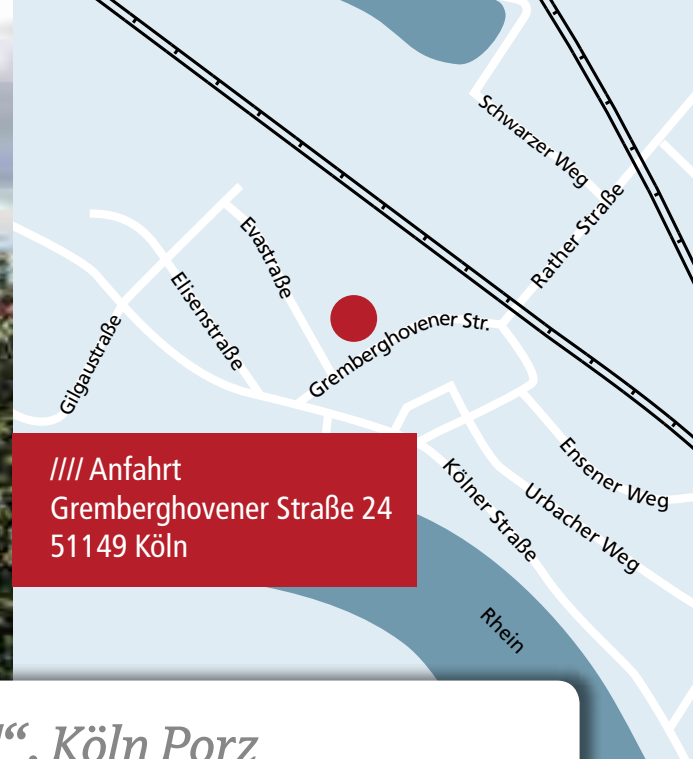 Schwarzer Weg
Rather Straße
Evastraße
Elisenstraße
Gremberghovener Str.
Gilgaustraße
//// Anfahrt
Gremberghovener Straße 24
51149 Köln
Ensener Weg
Urbacher Weg
Kölner Straße
Rhein
“, Köln Porz